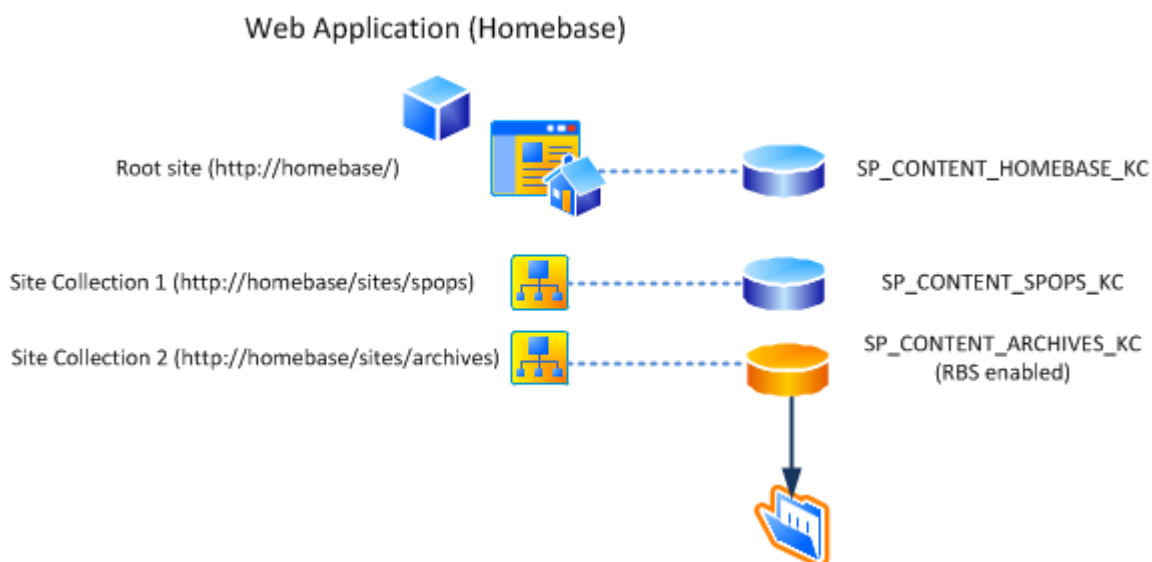 Web Application (Homebase)
Root site (http://homebase/)
SP_CONTENT_HOMEBASE_KC
Site Collection 1 (http://homebase/sites/spops)
SP_CONTENT_SPOPS_KC
Site Collection 2 (http://homebase/sites/archives)
SP_CONTENT_ARCHIVES_KC
(RBS enabled)